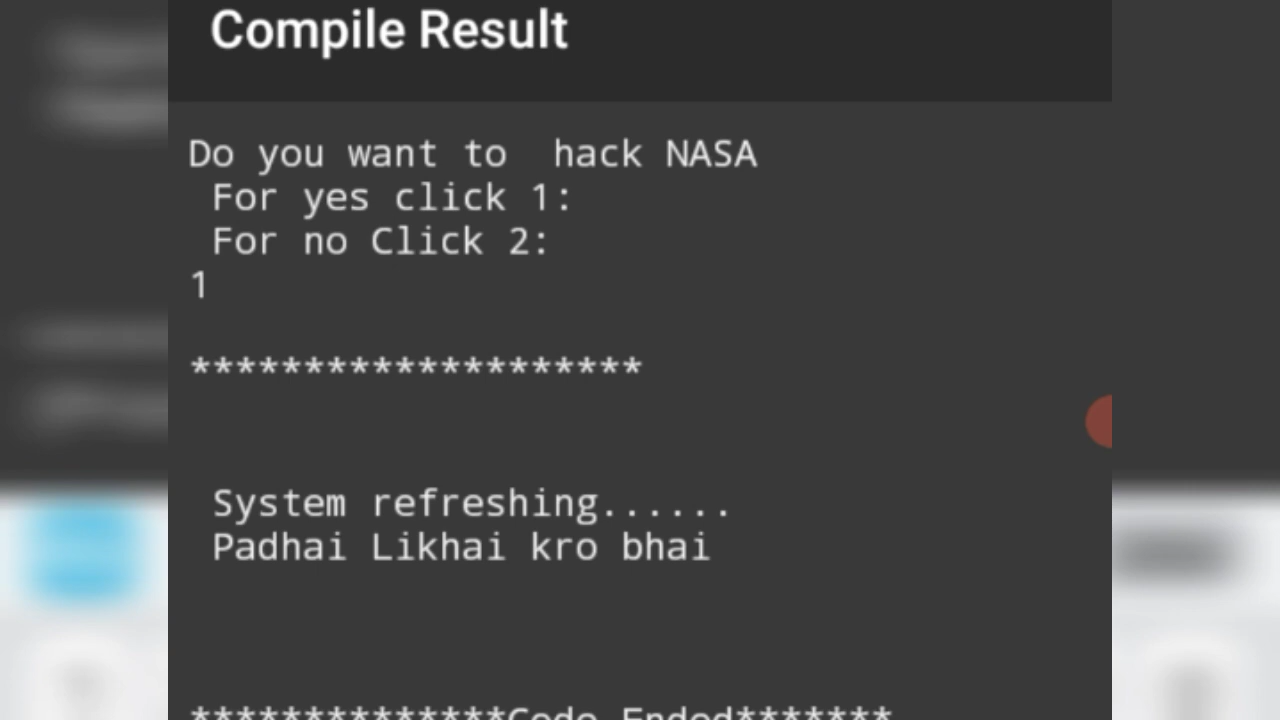 Compile Result
Do you want to  hack NASA
For yes click 1:
For no Click 2:
1
********************
System refreshing......
Padhai Likhai kro bhai
**************Code Ended*******